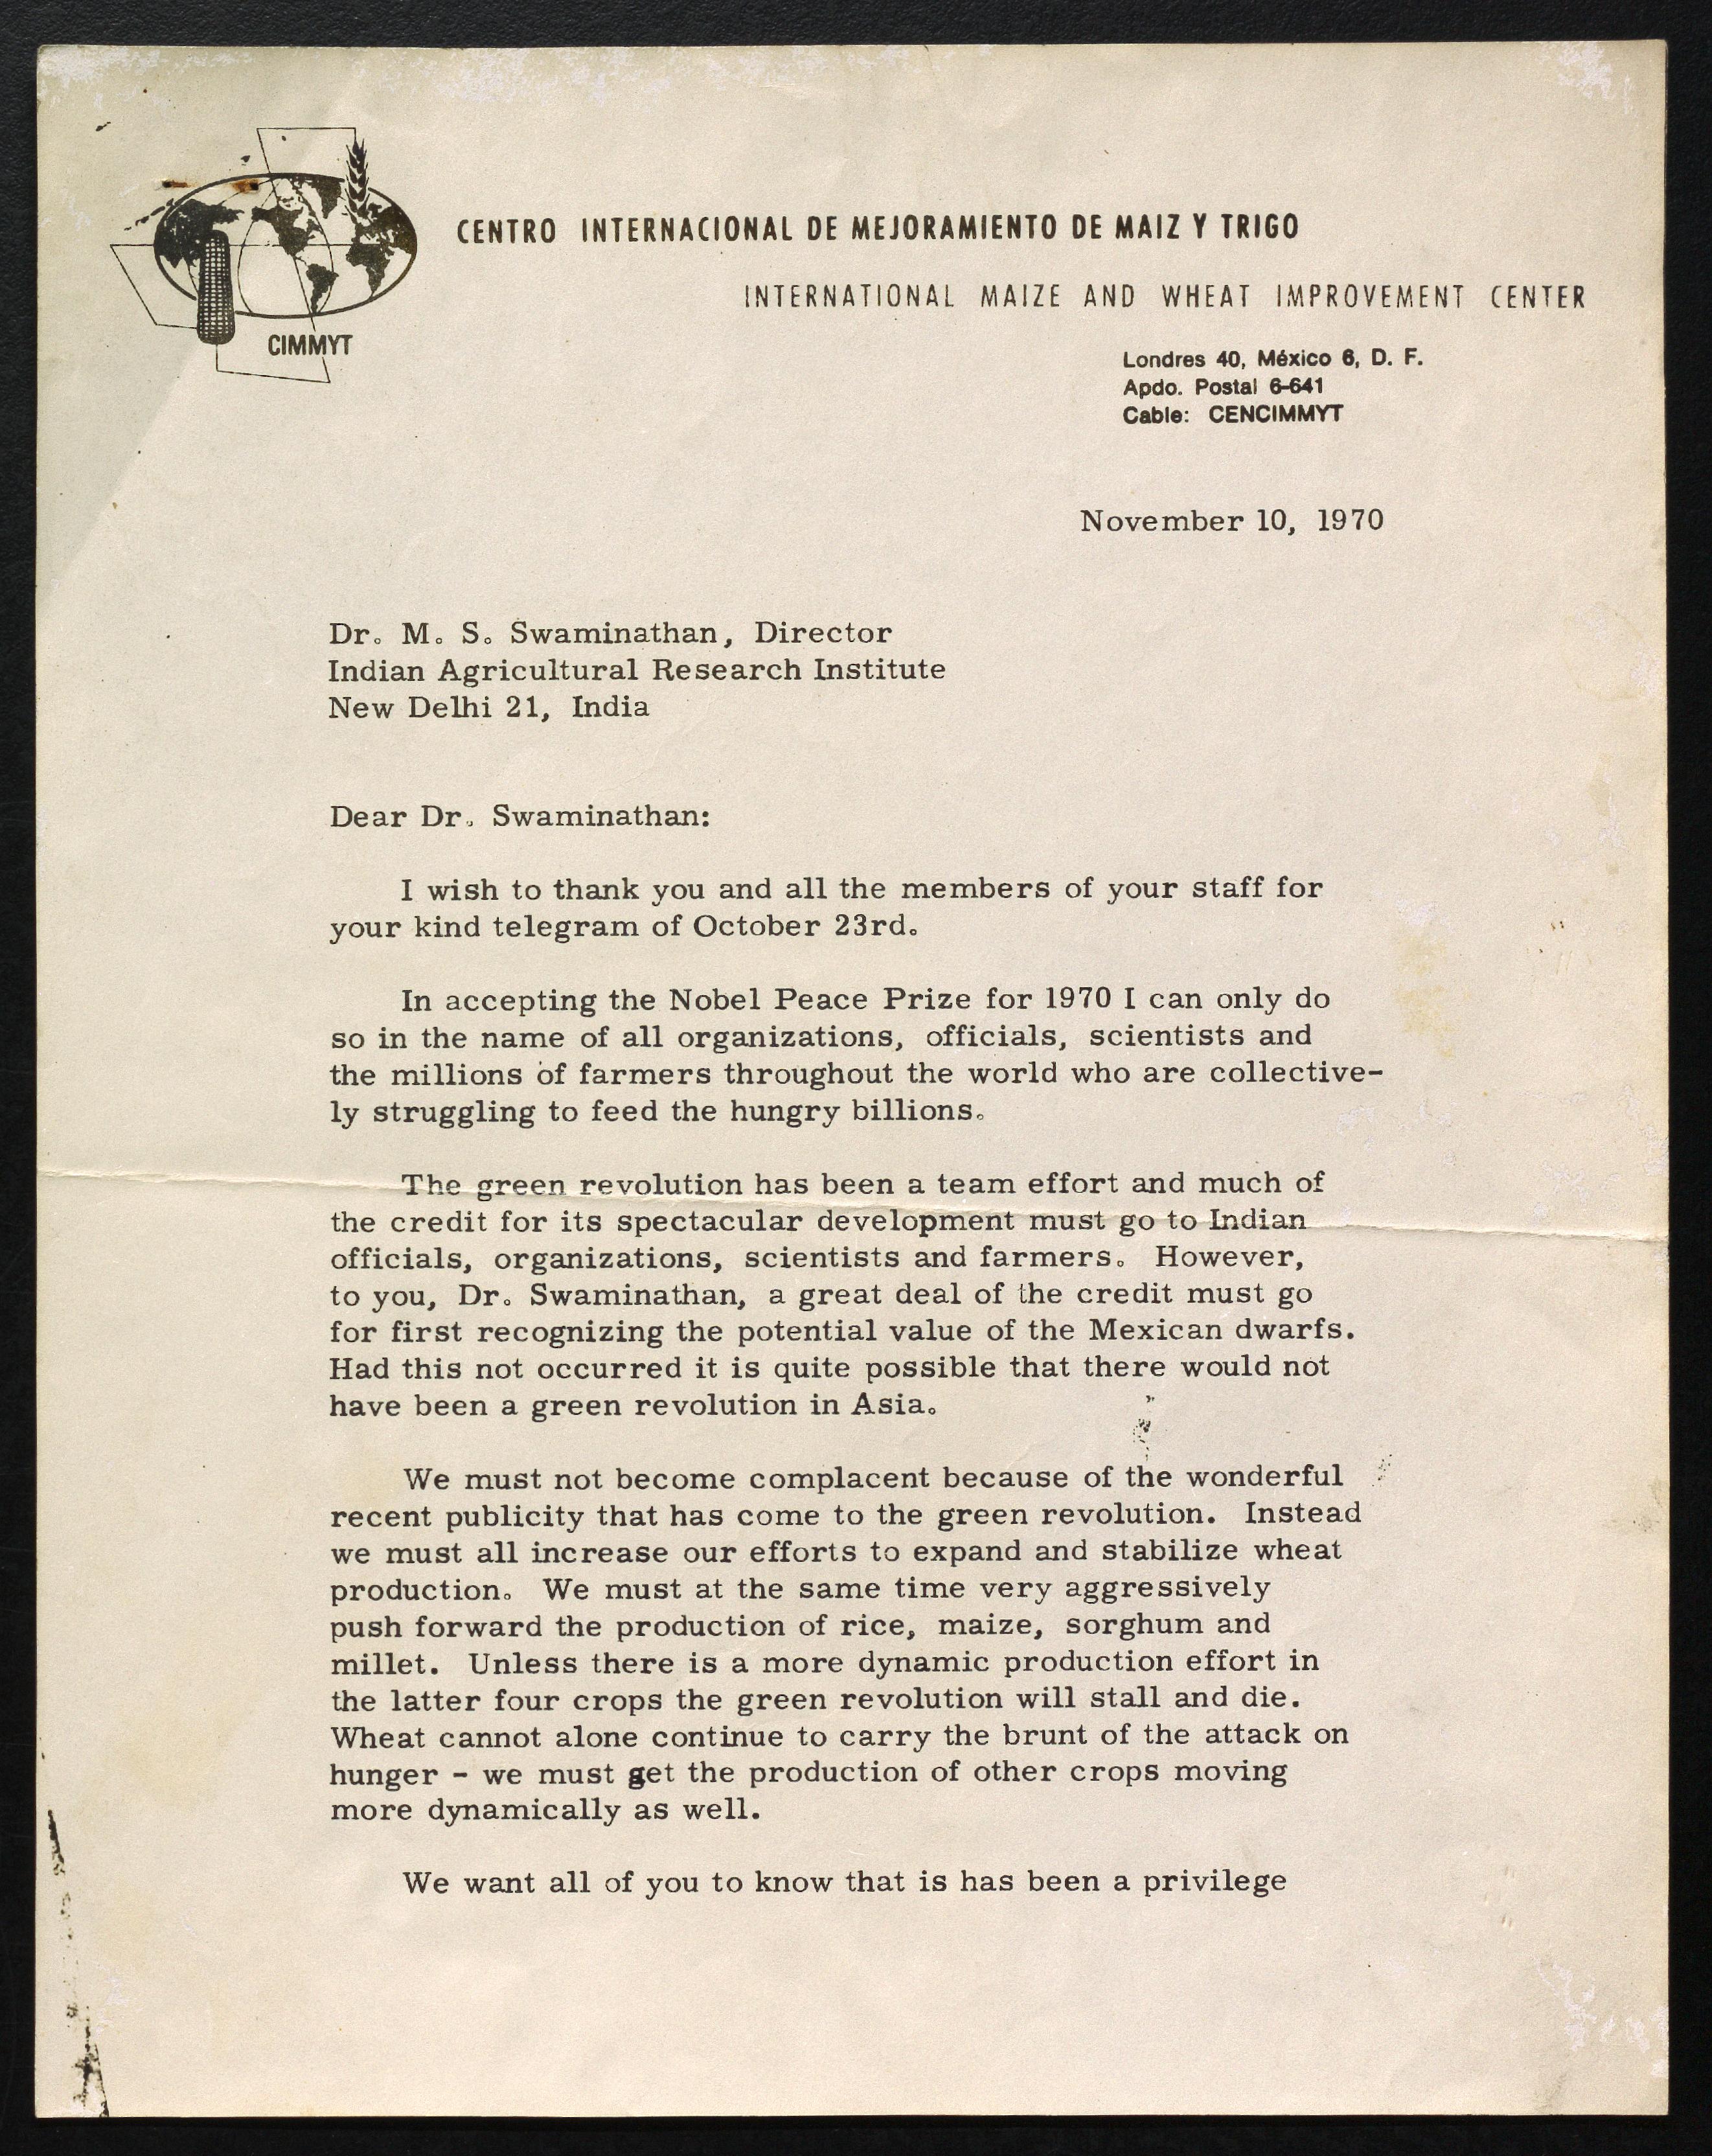 CENTRO INTERNACIONAL DE MEJORAMIENTO DE MAIZ Y TRIGO
INTERNATIONAL MAIZE AND WHEAT IMPROVEMENT CENTER
CIMMYT
Londres 40, México 6, D. F.
Apdo. Postal 6-641
Cable: CENCIMMYT
November 10, 1970
Dr. M. S. Swaminathan, Director
Indian Agricultural Research Institute
New Delhi 21, India
Dear Dr. Swaminathan:
I wish to thank you and all the members of your staff for
your kind telegram of October 23rd.
In accepting the Nobel Peace Prize for 1970 I can only do
so in the name of all organizations, officials, scientists and
the millions of farmers throughout the world who are collective-
ly struggling to feed the hungry billions.
The green revolution has been a team effort and much of
the credit for its spectacular development must go to Indian
officials, organizations, scientists and farmers. However,
to you, Dr. Swaminathan, a great deal of the credit must go
for first recognizing the potential value of the Mexican dwarfs.
Had this not occurred it is quite possible that there would not
have been a green revolution in Asia.
We must not become complacent because of the wonderful
recent publicity that has come to the green revolution. Instead
we must all increase our efforts to expand and stabilize wheat
production. We must at the same time very aggressively
push forward the production of rice, maize, sorghum and
millet. Unless there is a more dynamic production effort in
the latter four crops the green revolution will stall and die.
Wheat cannot alone continue to carry the brunt of the attack on
hunger - we must get the production of other crops moving
more dynamically as well.
We want all of you to know that is has been a privilege